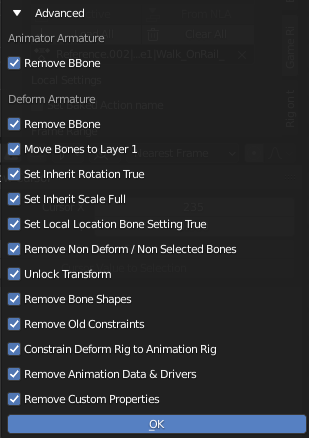 Advanced
Animator Armature
Remove BBone
Deform Armature
Remove BBone
Move Bones to Layer 1
Set Inherit Rotation True
Set Inherit Scale Full
Set Local Location Bone Setting True
Remove Non Deform / Non Selected Bones
Unlock Transform
Remove Bone Shapes
Remove Old Constraints
Constrain Deform Rig to Animation Rig
Remove Animation Data & Drivers
Remove Custom Properties
OK